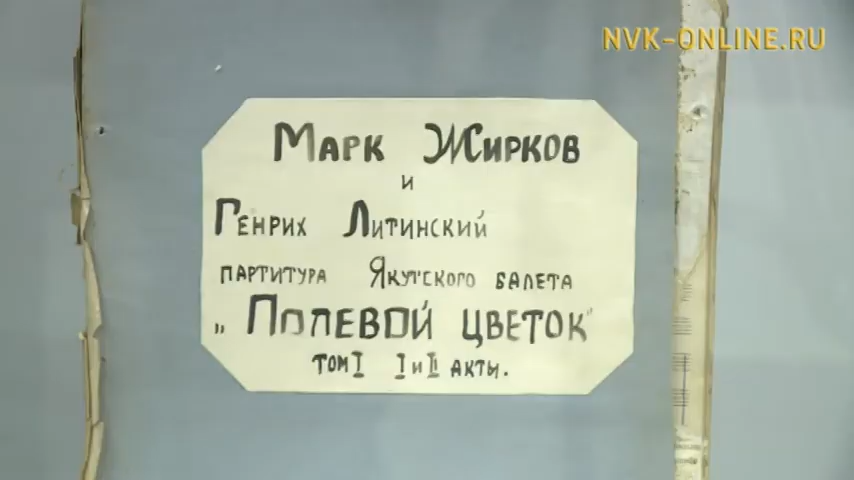 NVK-ONLINE.RU
Марк Жирков
и
Генрих Литинский
партитура Якутского балета
„Полевой цветок"
том I I и II акты.